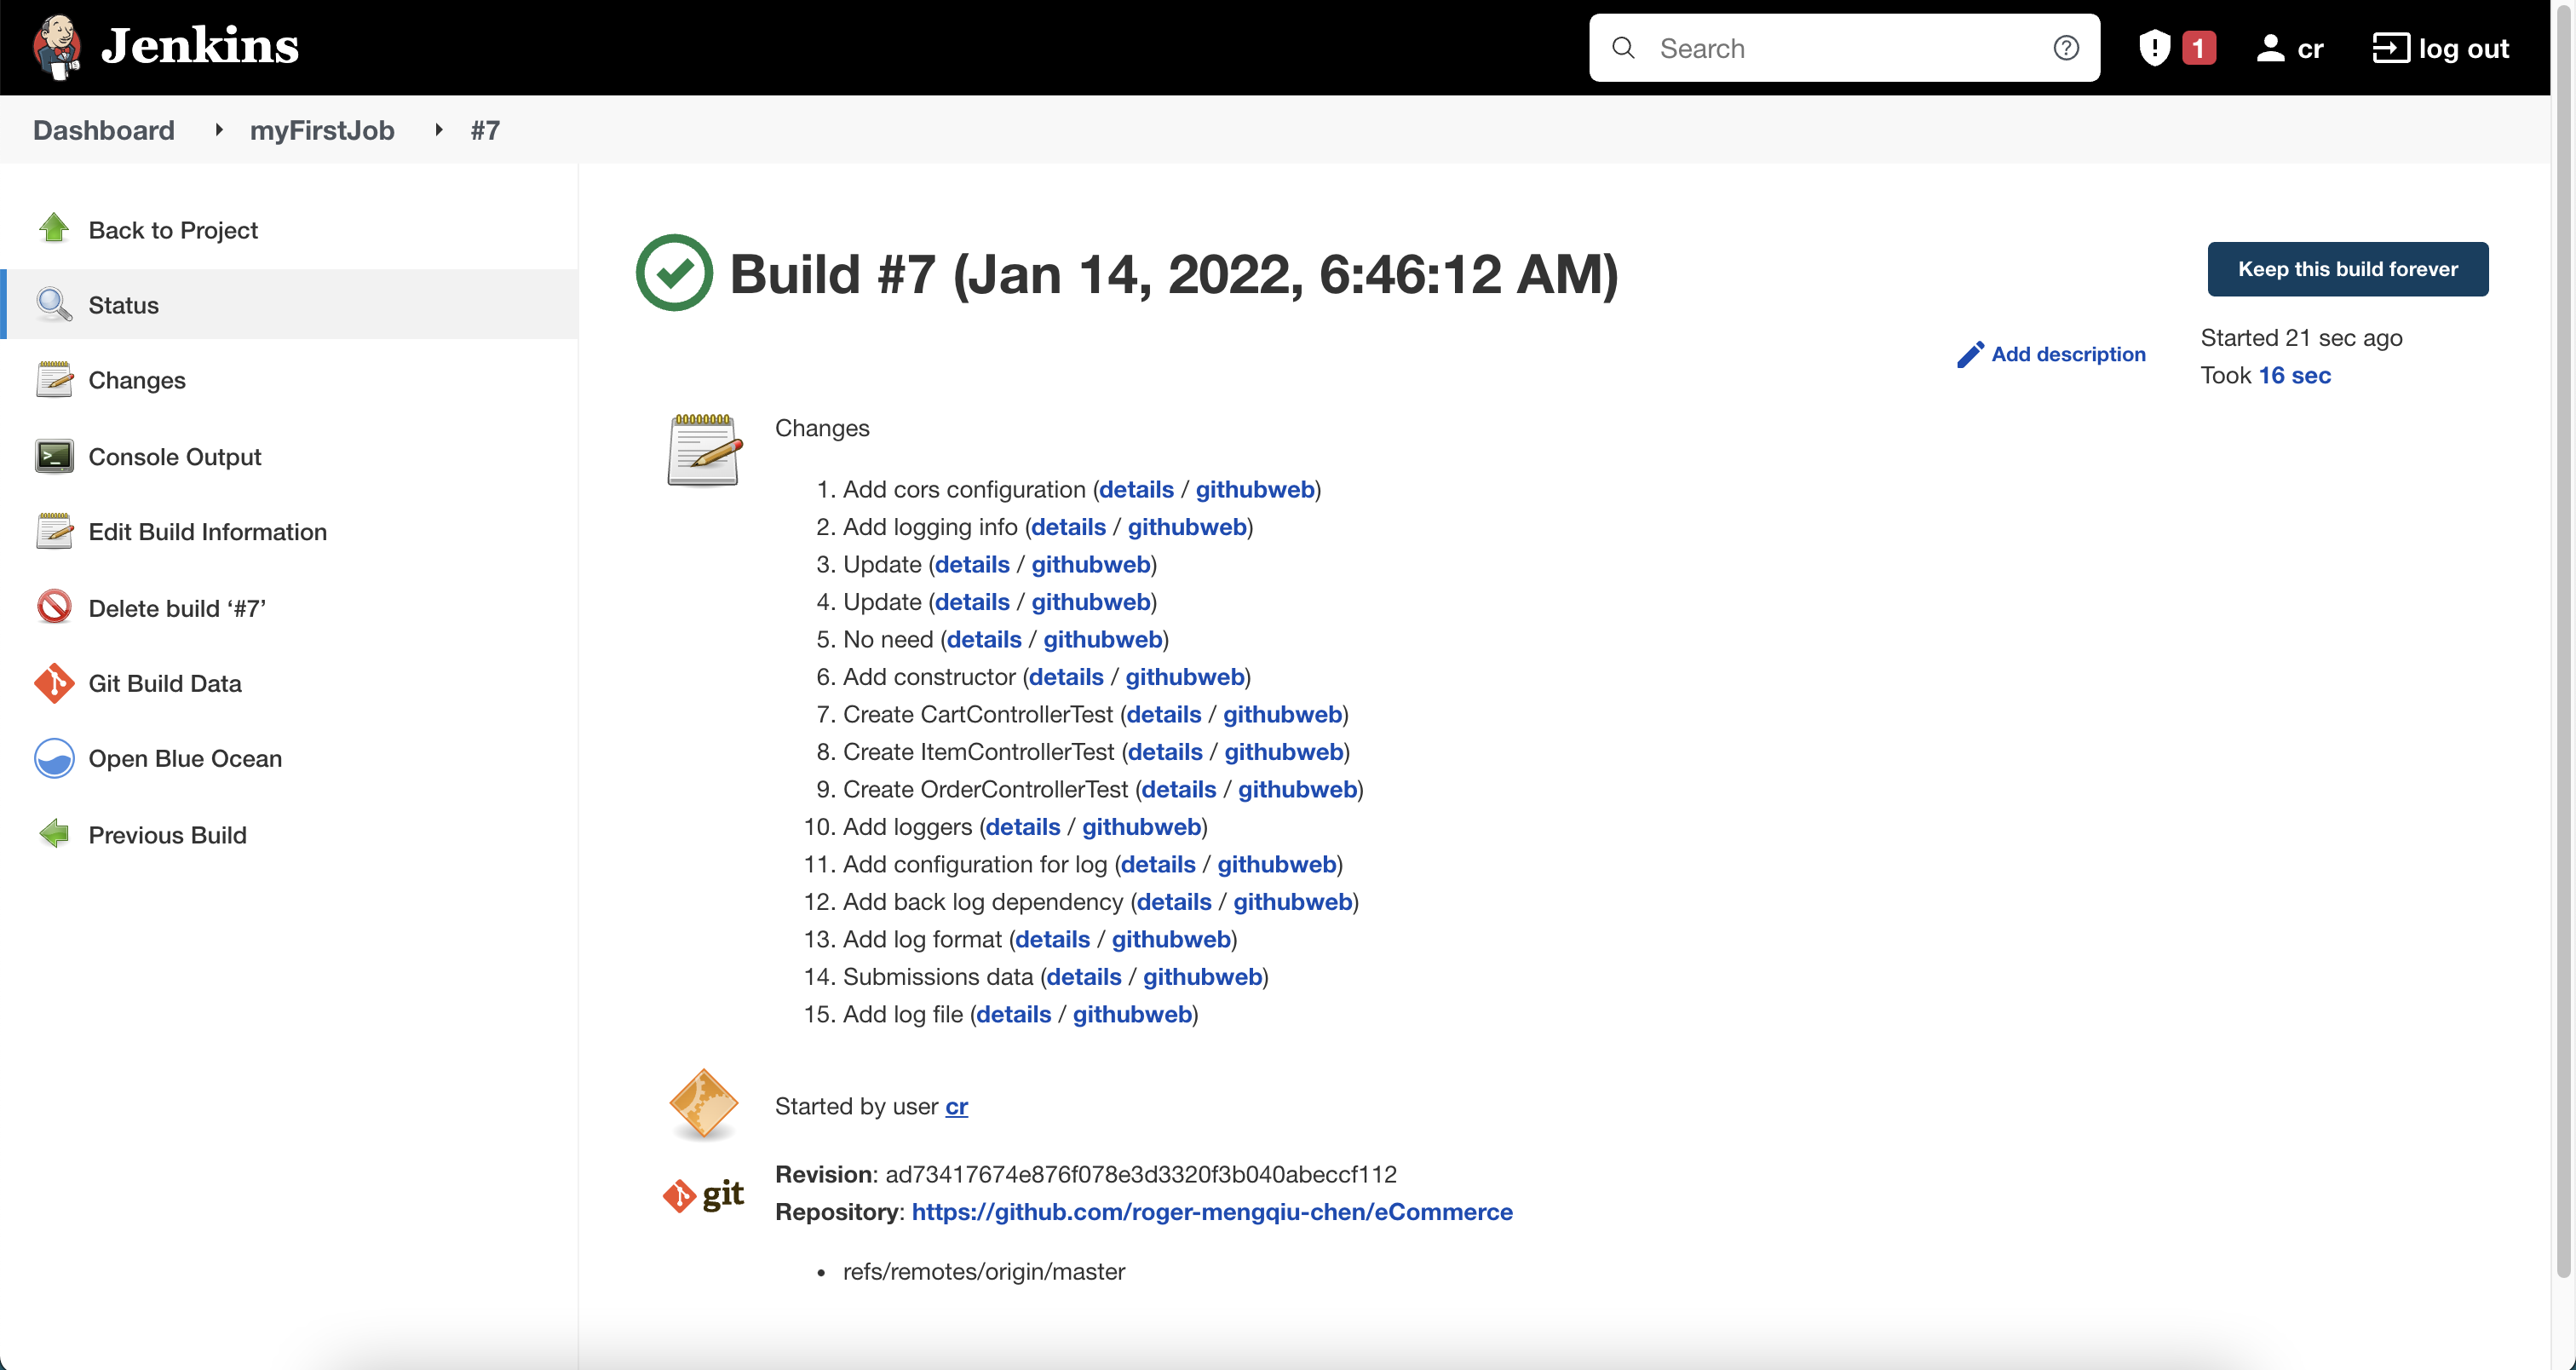 Jenkins
Search
1
cr
log out
Dashboard
myFirstJob
#7
Back to Project
Status
Changes
Console Output
Edit Build Information
Delete build ‘#7’
Git Build Data
Open Blue Ocean
Previous Build
Build #7 (Jan 14, 2022, 6:46:12 AM)
Keep this build forever
Add description
Started 21 sec ago
Took 16 sec
Changes
1. Add cors configuration (details / githubweb)
2. Add logging info (details / githubweb)
3. Update (details / githubweb)
4. Update (details / githubweb)
5. No need (details / githubweb)
6. Add constructor (details / githubweb)
7. Create CartControllerTest (details / githubweb)
8. Create ItemControllerTest (details / githubweb)
9. Create OrderControllerTest (details / githubweb)
10. Add loggers (details / githubweb)
11. Add configuration for log (details / githubweb)
12. Add back log dependency (details / githubweb)
13. Add log format (details / githubweb)
14. Submissions data (details / githubweb)
15. Add log file (details / githubweb)
Started by user cr
git
Revision: ad73417674e876f078e3d3320f3b040abeccf112
Repository: https://github.com/roger-mengqiu-chen/eCommerce
• refs/remotes/origin/master